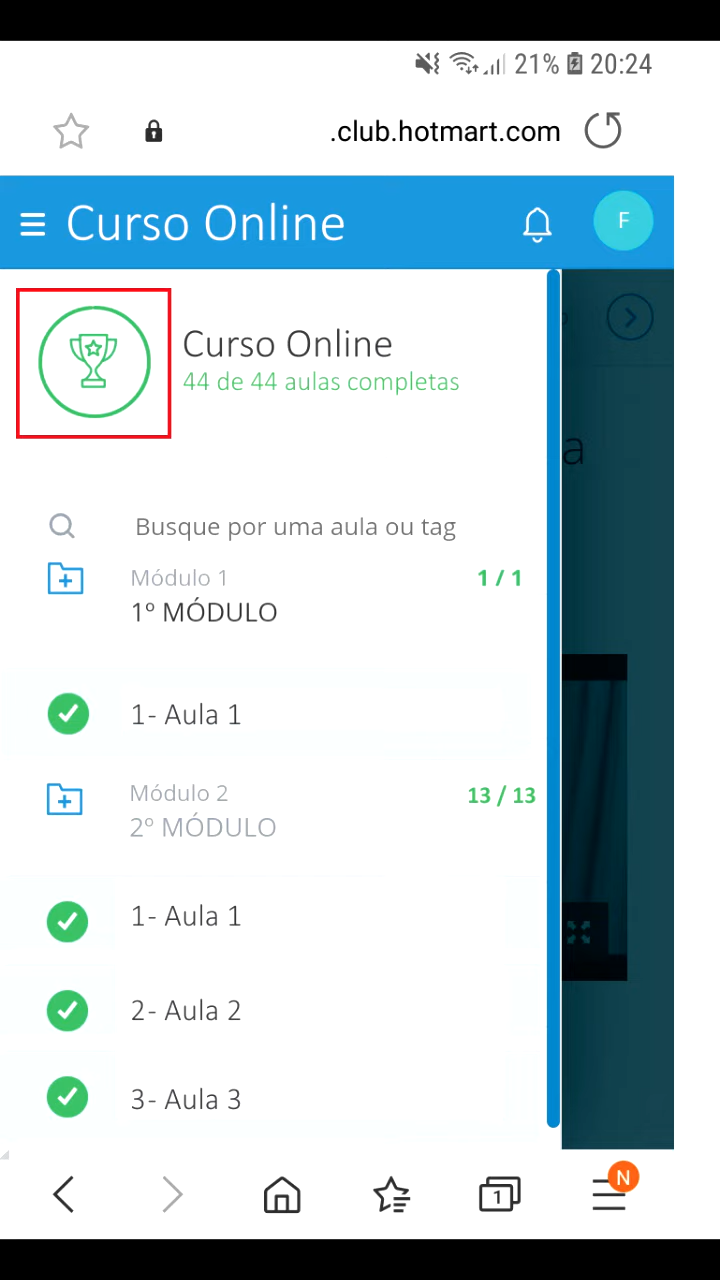 21% 20:24
.club.hotmart.com
Curso Online
F
Curso Online
44 de 44 aulas completas
a
Busque por uma aula ou tag
Módulo 1
1 / 1
1º MÓDULO
1- Aula 1
Módulo 2
13 / 13
2º MÓDULO
1- Aula 1
2- Aula 2
3- Aula 3
1
N